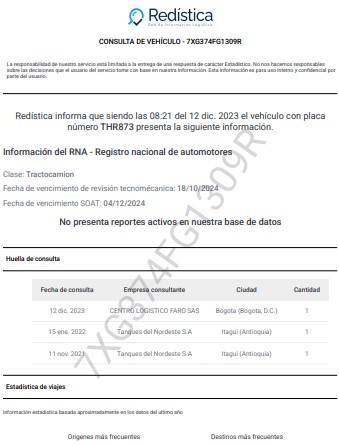 Redística
Red de Información Logística
CONSULTA DE VEHÍCULO - 7XG374FG1309R
La responsabilidad de nuestro servicio está limitada a la entrega de una respuesta de carácter Estadístico. No nos hacemos responsables
sobre las decisiones que el usuario del servicio tome con base en nuestra Información. Esta información es para uso interno y confidencial por
parte del usuario.
Redística informa que siendo las 08:21 del 12 dic. 2023 el vehículo con placa
número THR873 presenta la siguiente información.
Información del RNA - Registro nacional de automotores
Clase: Tractocamion
Fecha de vencimiento de revisión tecnomécanica: 18/10/2024
Fecha de vencimiento SOAT: 04/12/2024
No presenta reportes activos en nuestra base de datos
Huella de consulta
Fecha de consulta Empresa consultante Ciudad Cantidad
12 dic. 2023 CENTRO LOGISTICO FARO SAS Bogota (Bogota, D.C.) 1
15 ene. 2022 Tanques del Nordeste S.A Itagui (Antioquia) 1
11 nov. 2021 Tanques del Nordeste S.A Itagui (Antioquia) 1
7XG374FG1309R
Estadística de viajes
Información estadística basada aproximadamente en los datos del ultimo año
Origenes más frecuentes Destinos más frecuentes